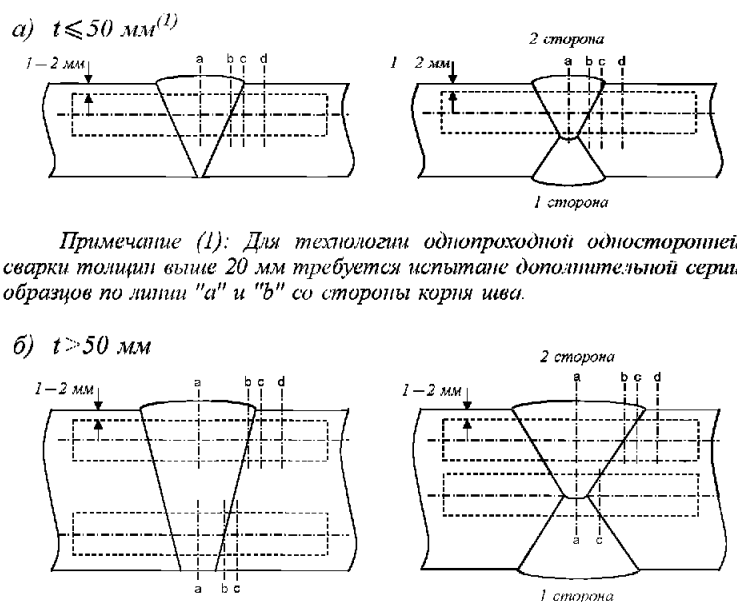 а) t⩽50 мм(1)
2 сторона
1—2 мм
a b c d
1 2 мм
a b c d
1 сторона
Примечание (1): Для технологии однопроходной односторонней
сварки толщин выше 20 мм требуется испытане дополнительной серии
образцов по линии "a" и "b" со стороны корня шва.
б) t>50 мм
2 сторона
1—2 мм
a b c d
1—2 мм
a b c d
a b c
a c
1 сторона